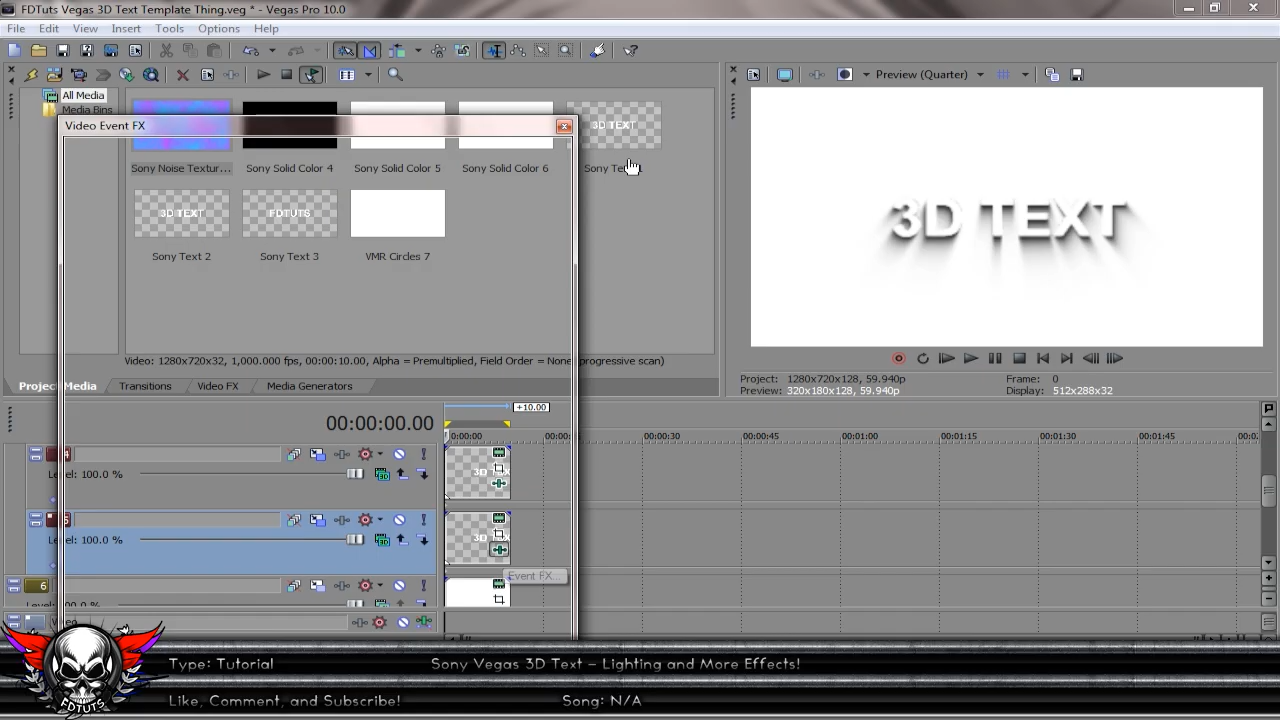 FDTuts Vegas 3D Text Template Thing.veg * - Vegas Pro 10.0
File Edit View Insert Tools Options Help
Preview (Quarter)
All Media
Media Bins
Video Event FX
3D TEXT
Sony Noise Textur... Sony Solid Color 4 Sony Solid Color 5 Sony Solid Color 6
3D TEXT FDTUTS
Sony Text 2 Sony Text 3 VMR Circles 7
3D TEXT
Video: 1280x720x32, 1,000.000 fps, 00:00:10.00, Alpha = Premultiplied, Field Order = None
progressive scan)
Project Media Transitions Video FX Media Generators
Project: 1280x720x128, 59.940p Frame: 0
Preview: 320x180x128, 59.940p Display: 512x288x32
+10.00
00:00:00.00
0:00:00 00:00:30 00:00:45 00:01:00 00:01:15 00:01:30 00:01:45
Level: 100.0 %
Level: 100.0 %
Event FX...
6
Type: Tutorial Sony Vegas 3D Text – Lighting and More Effects!
Like, Comment, and Subscribe! Song: N/A
FDTUTS